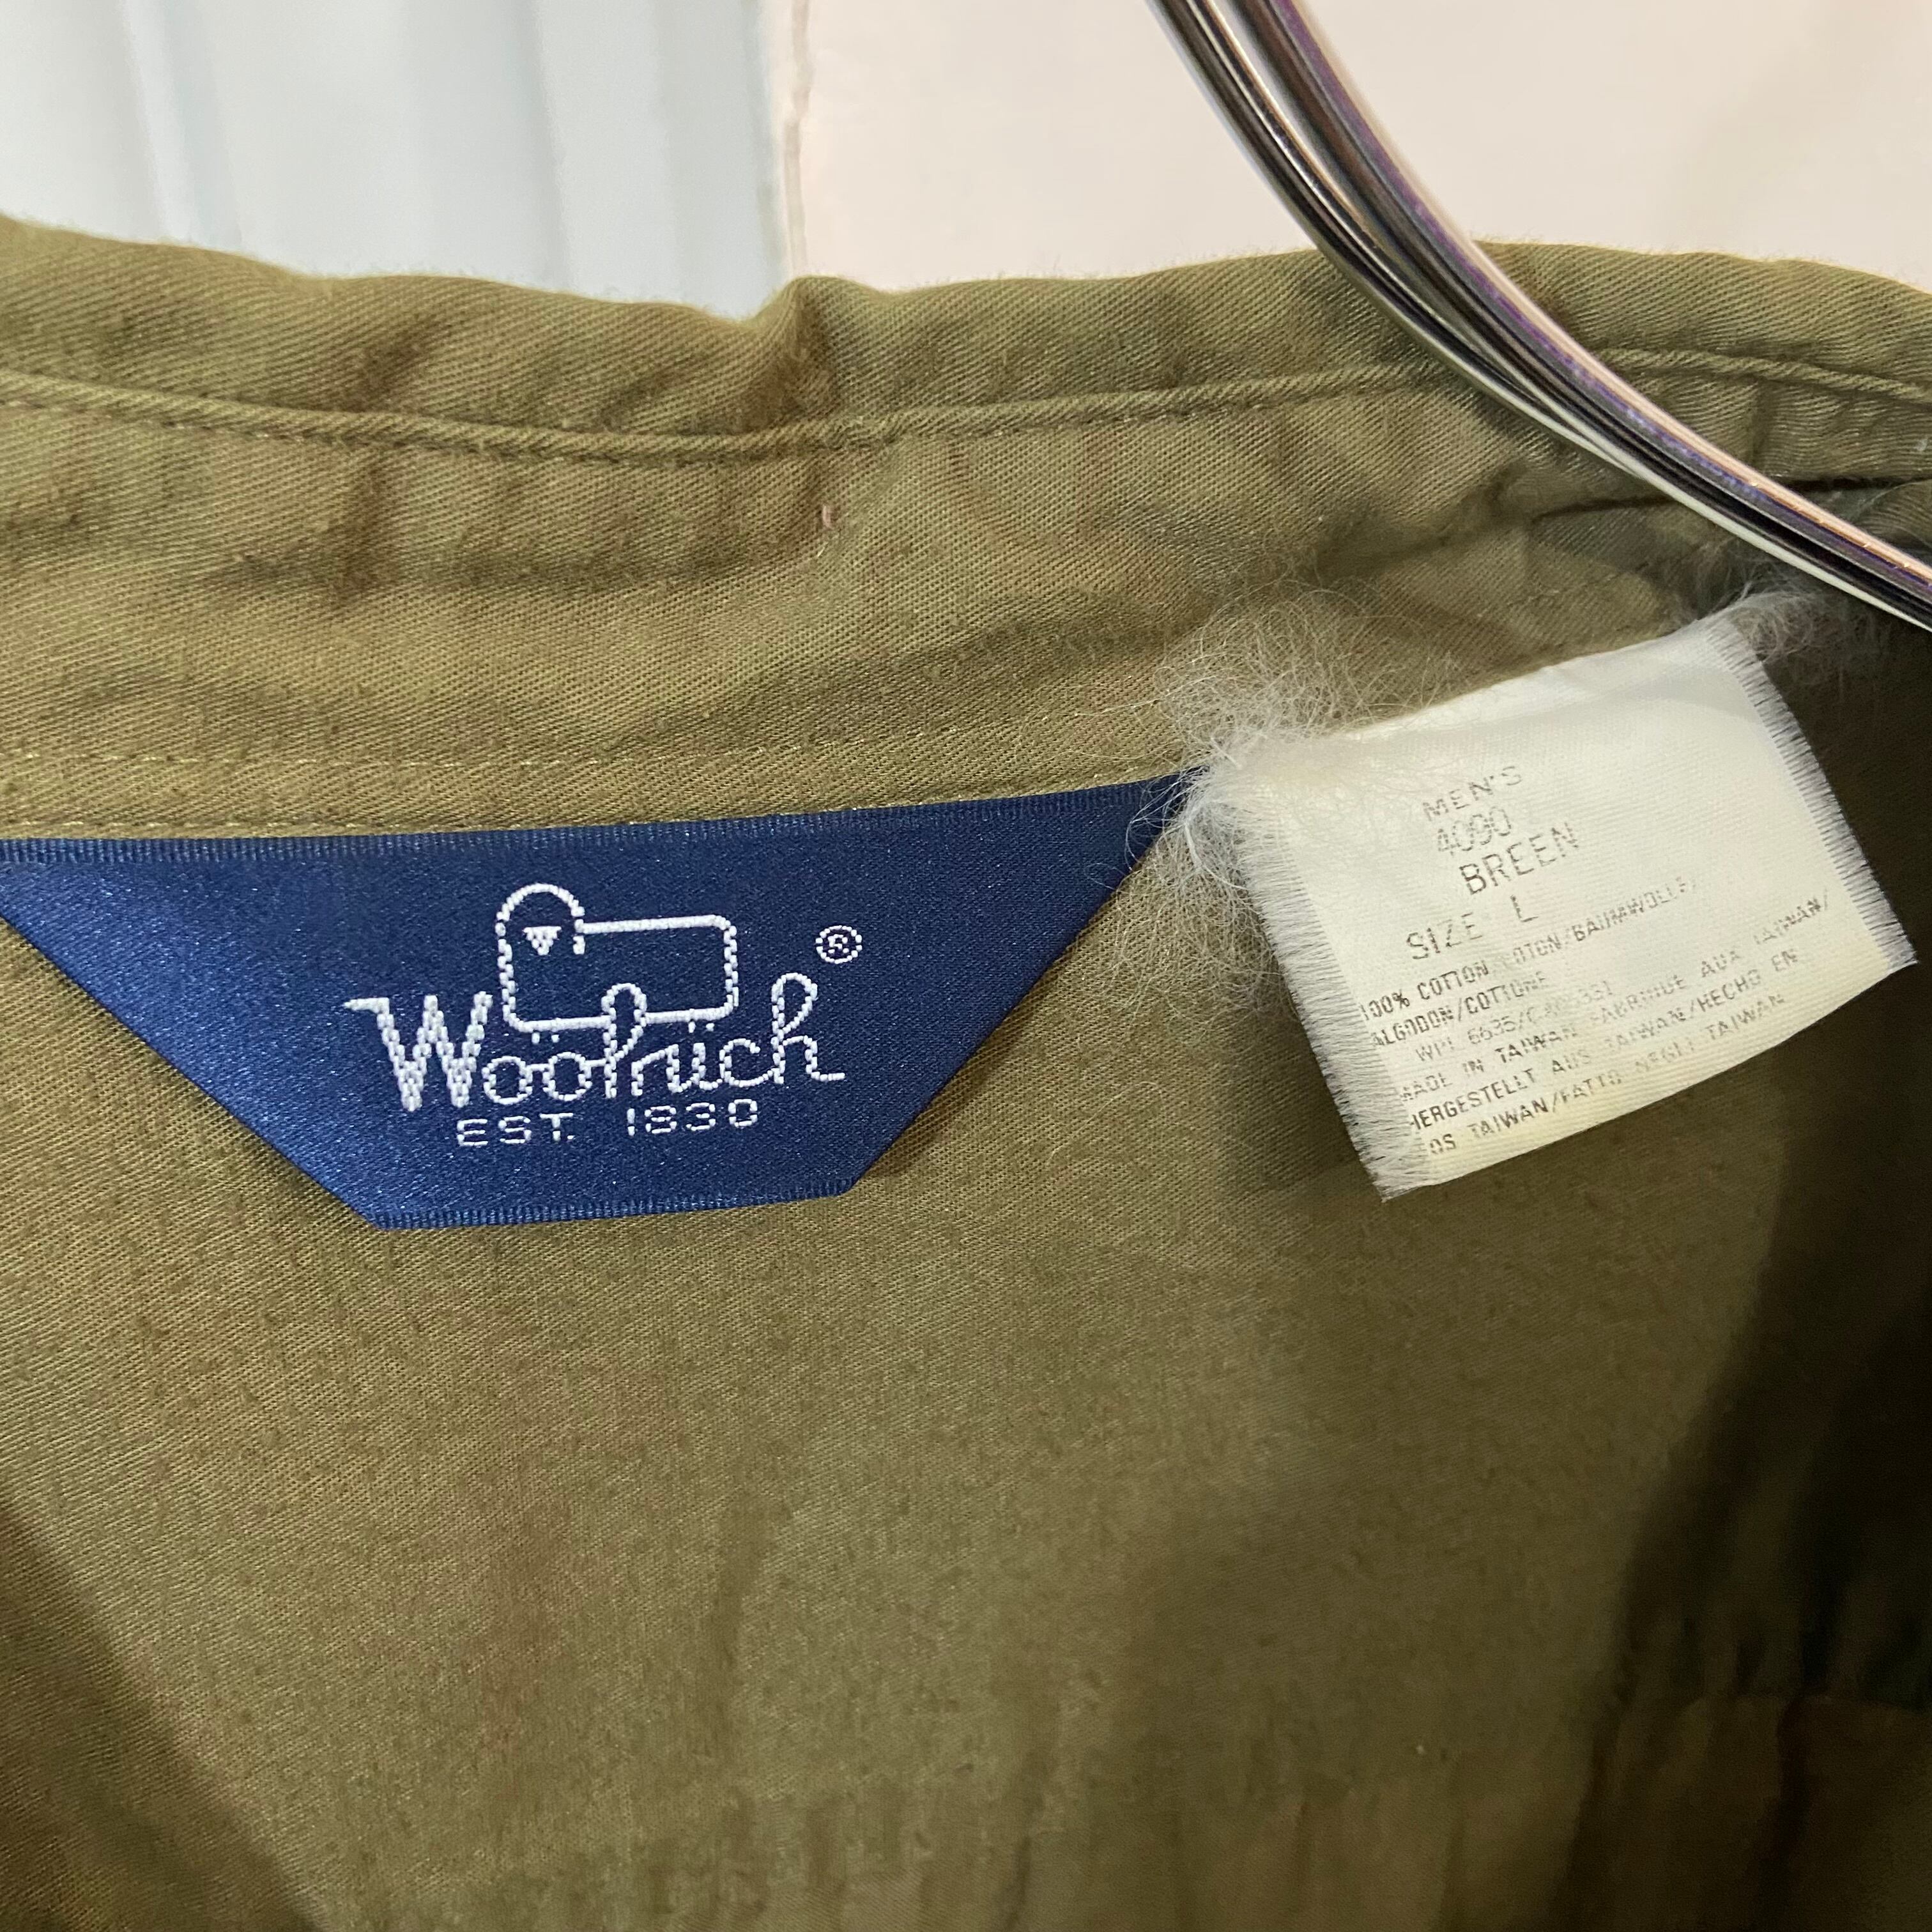 Woolrich ®
EST. 1830
MEN'S
4090
BREEN
SIZE L
100% COTTON/COTON/BAUMWOLLE/
ALGODON/COTTONE
WPL 6635/
MADE IN TAIWAN FABRIQUE AUX TAIWAN/
HERGESTELLT AUS TAIWAN/HECHO EN
TAIWAN/FATTO NEGLI TAIWAN